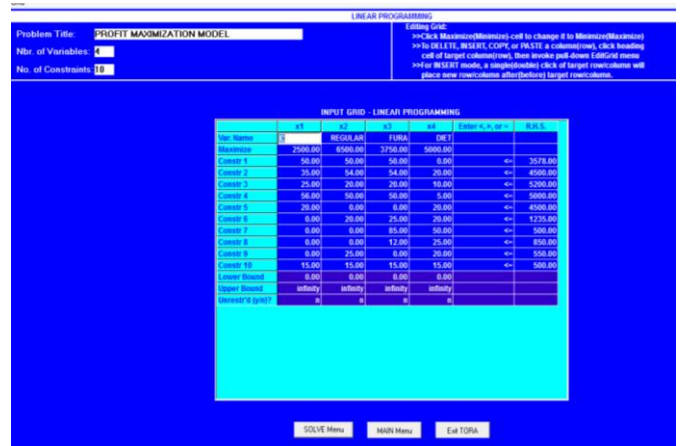 LINEAR PROGRAMMING
Problem Title: PROFIT MAXIMIZATION MODEL
Nbr. of Variables: 4
No. of Constraints: 10
Editing Grid:
>>Click Maximize(Minimize)-cell to change it to Minimize(Maximize)
>>To DELETE, INSERT, COPY, or PASTE a column(row), click heading
cell of target column(row), then invoke pull-down EditGrid menu
>>For INSERT mode, a single(double) click of target row/column will
place new row/column after(before) target row/column.
INPUT GRID - LINEAR PROGRAMMING
x1 x2 x3 x4 Enter <, >, or = R.H.S.
Var. Name REGULAR FURA DIET
Maximize 2500.00 6500.00 3750.00 5000.00
Constr 1 50.00 50.00 50.00 0.00 <= 3578.00
Constr 2 35.00 54.00 54.00 20.00 <= 4500.00
Constr 3 25.00 20.00 20.00 10.00 <= 5200.00
Constr 4 56.00 50.00 50.00 5.00 <= 5000.00
Constr 5 20.00 0.00 0.00 20.00 <= 4500.00
Constr 6 0.00 20.00 25.00 20.00 <= 1235.00
Constr 7 0.00 0.00 85.00 50.00 <= 500.00
Constr 8 0.00 0.00 12.00 25.00 <= 850.00
Constr 9 0.00 25.00 0.00 20.00 <= 550.00
Constr 10 15.00 15.00 15.00 15.00 <= 500.00
Lower Bound 0.00 0.00 0.00 0.00
Upper Bound infinity infinity infinity infinity
Unrestr'd (y/n)? n n n n
SOLVE Menu MAIN Menu Exit TORA